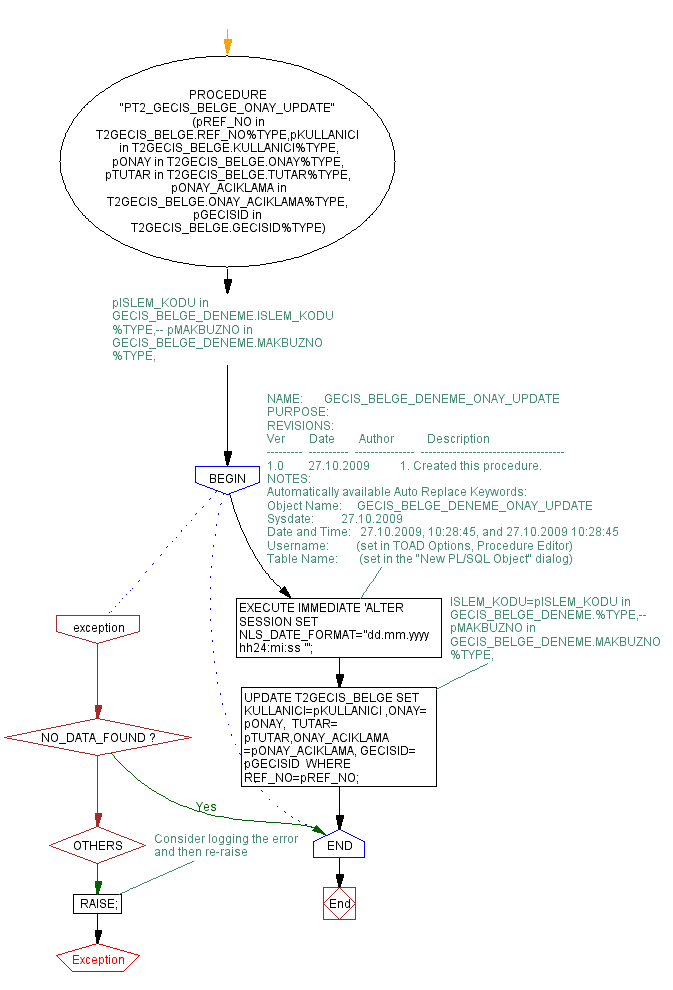 PROCEDURE
"PT2_GECIS_BELGE_ONAY_UPDATE"
(pREF_NO in
T2GECIS_BELGE.REF_NO%TYPE,pKULLANICI
in T2GECIS_BELGE.KULLANICI%TYPE,
pONAY in T2GECIS_BELGE.ONAY%TYPE,
pTUTAR in T2GECIS_BELGE.TUTAR%TYPE,
pONAY_ACIKLAMA in
T2GECIS_BELGE.ONAY_ACIKLAMA%TYPE,
pGECISID in
T2GECIS_BELGE.GECISID%TYPE)
pISLEM_KODU in
GECIS_BELGE_DENEME.ISLEM_KODU
%TYPE,-- pMAKBUZNO in
GECIS_BELGE_DENEME.MAKBUZNO
%TYPE,
NAME: GECIS_BELGE_DENEME_ONAY_UPDATE
PURPOSE:
REVISIONS:
Ver Date Author Description
--------- ---------- --------------- ------------------------------------
1.0 27.10.2009 1. Created this procedure.
NOTES:
Automatically available Auto Replace Keywords:
Object Name: GECIS_BELGE_DENEME_ONAY_UPDATE
Sysdate: 27.10.2009
Date and Time: 27.10.2009, 10:28:45, and 27.10.2009 10:28:45
Username: (set in TOAD Options, Procedure Editor)
Table Name: (set in the "New PL/SQL Object" dialog)
BEGIN
EXECUTE IMMEDIATE 'ALTER
SESSION SET
NLS_DATE_FORMAT="dd.mm.yyyy
hh24:mi:ss "';
ISLEM_KODU=pISLEM_KODU in
GECIS_BELGE_DENEME.%TYPE,--
pMAKBUZNO in
GECIS_BELGE_DENEME.MAKBUZNO
%TYPE,
exception
UPDATE T2GECIS_BELGE SET
KULLANICI=pKULLANICI ,ONAY=
pONAY, TUTAR=
pTUTAR,ONAY_ACIKLAMA
=pONAY_ACIKLAMA, GECISID=
pGECISID WHERE
REF_NO=pREF_NO;
NO_DATA_FOUND ?
Yes
OTHERS
Consider logging the error
and then re-raise
END
RAISE;
End
Exception